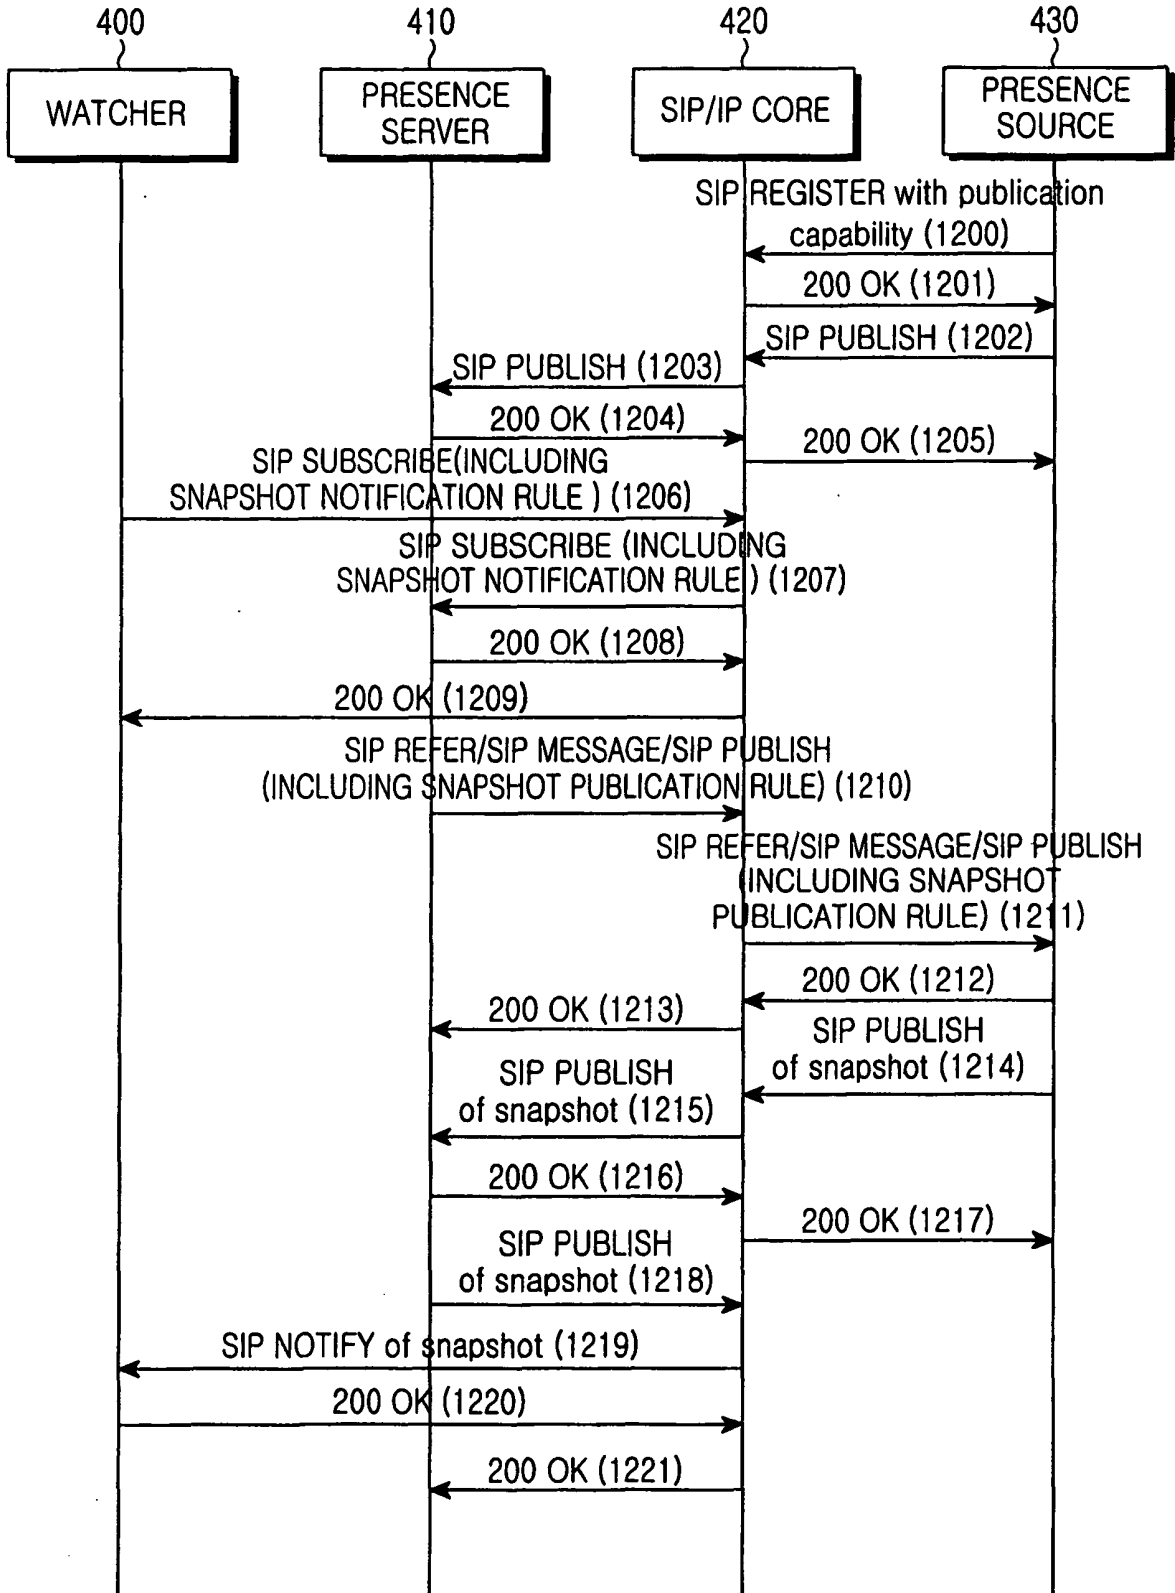 400
410
420
430
WATCHER
PRESENCE
SERVER
SIP/IP CORE
PRESENCE
SOURCE
SIP REGISTER with publication
capability (1200)
200 OK (1201)
SIP PUBLISH (1202)
SIP PUBLISH (1203)
200 OK (1204)
200 OK (1205)
SIP SUBSCRIBE(INCLUDING
SNAPSHOT NOTIFICATION RULE ) (1206)
SIP SUBSCRIBE (INCLUDING
SNAPSHOT NOTIFICATION RULE ) (1207)
200 OK (1208)
200 OK (1209)
SIP REFER/SIP MESSAGE/SIP PUBLISH
(INCLUDING SNAPSHOT PUBLICATION RULE) (1210)
SIP REFER/SIP MESSAGE/SIP PUBLISH
(INCLUDING SNAPSHOT
PUBLICATION RULE) (1211)
200 OK (1212)
200 OK (1213)
SIP PUBLISH
of snapshot (1214)
SIP PUBLISH
of snapshot (1215)
200 OK (1216)
200 OK (1217)
SIP PUBLISH
of snapshot (1218)
SIP NOTIFY of snapshot (1219)
200 OK (1220)
200 OK (1221)